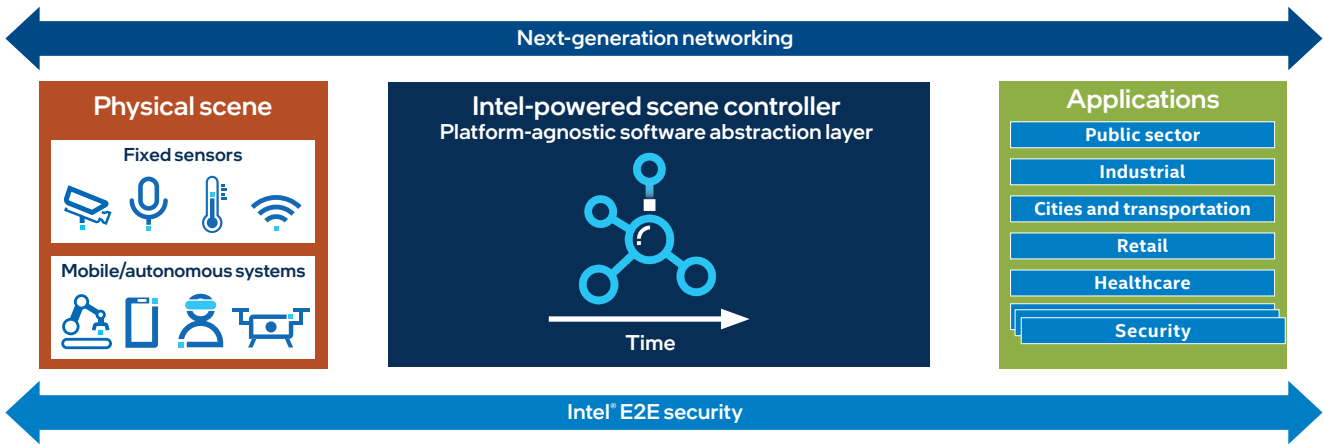 Next-generation networking
Physical scene
Fixed sensors
Mobile/autonomous systems
Intel-powered scene controller
Platform-agnostic software abstraction layer
Time
Applications
Public sector
Industrial
Cities and transportation
Retail
Healthcare
Security
Intel® E2E security